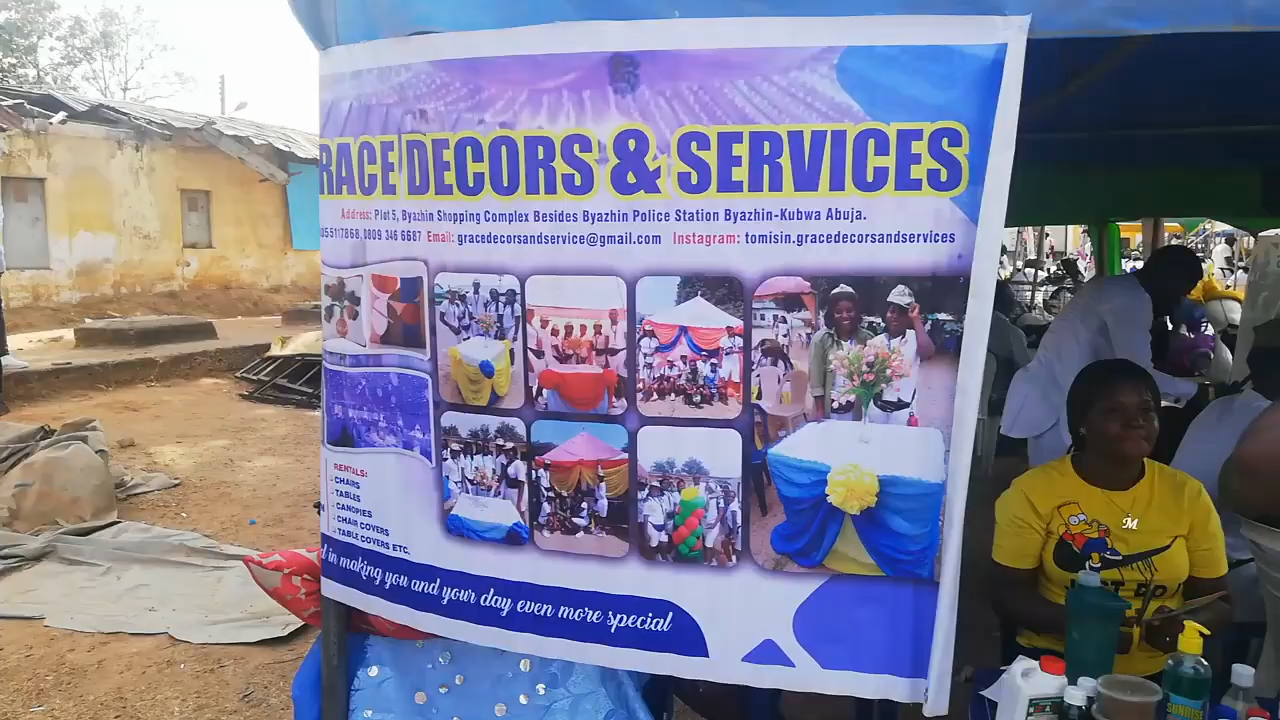 RACE DECORS & SERVICES
Address: Plot 5, Byazhin Shopping Complex Besides Byazhin Police Station Byazhin-Kubwa Abuja.
55117868, 0809 346 6687 Email: gracedecorsandservice@gmail.com Instagram: tomisin.gracedecorsandservices
RENTALS:
CHAIRS
TABLES
CANOPIES
CHAIR COVERS
TABLE COVERS ETC.
in making you and your day even more special
M
DO
SUNRISE